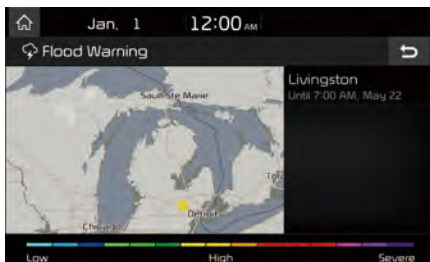 Jan. 1 12:00 AM
Flood Warning
Livingston
Until 7:00 AM, May 22
Sault Ste Marie
Detroit
Chicago
Low High Severe